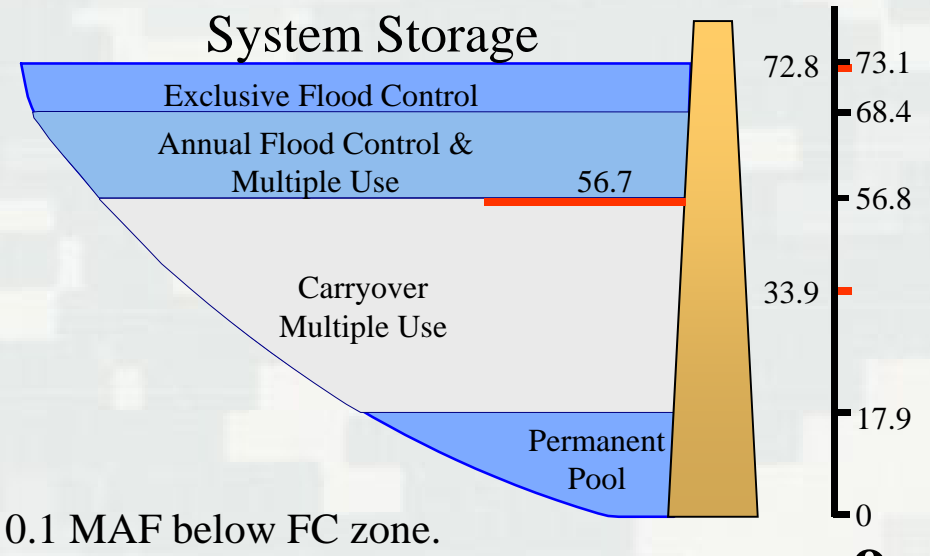 System Storage
72.8
73.1
Exclusive Flood Control
68.4
Annual Flood Control &
Multiple Use
56.7
56.8
Carryover
Multiple Use
33.9
17.9
Permanent
Pool
0
0.1 MAF below FC zone.